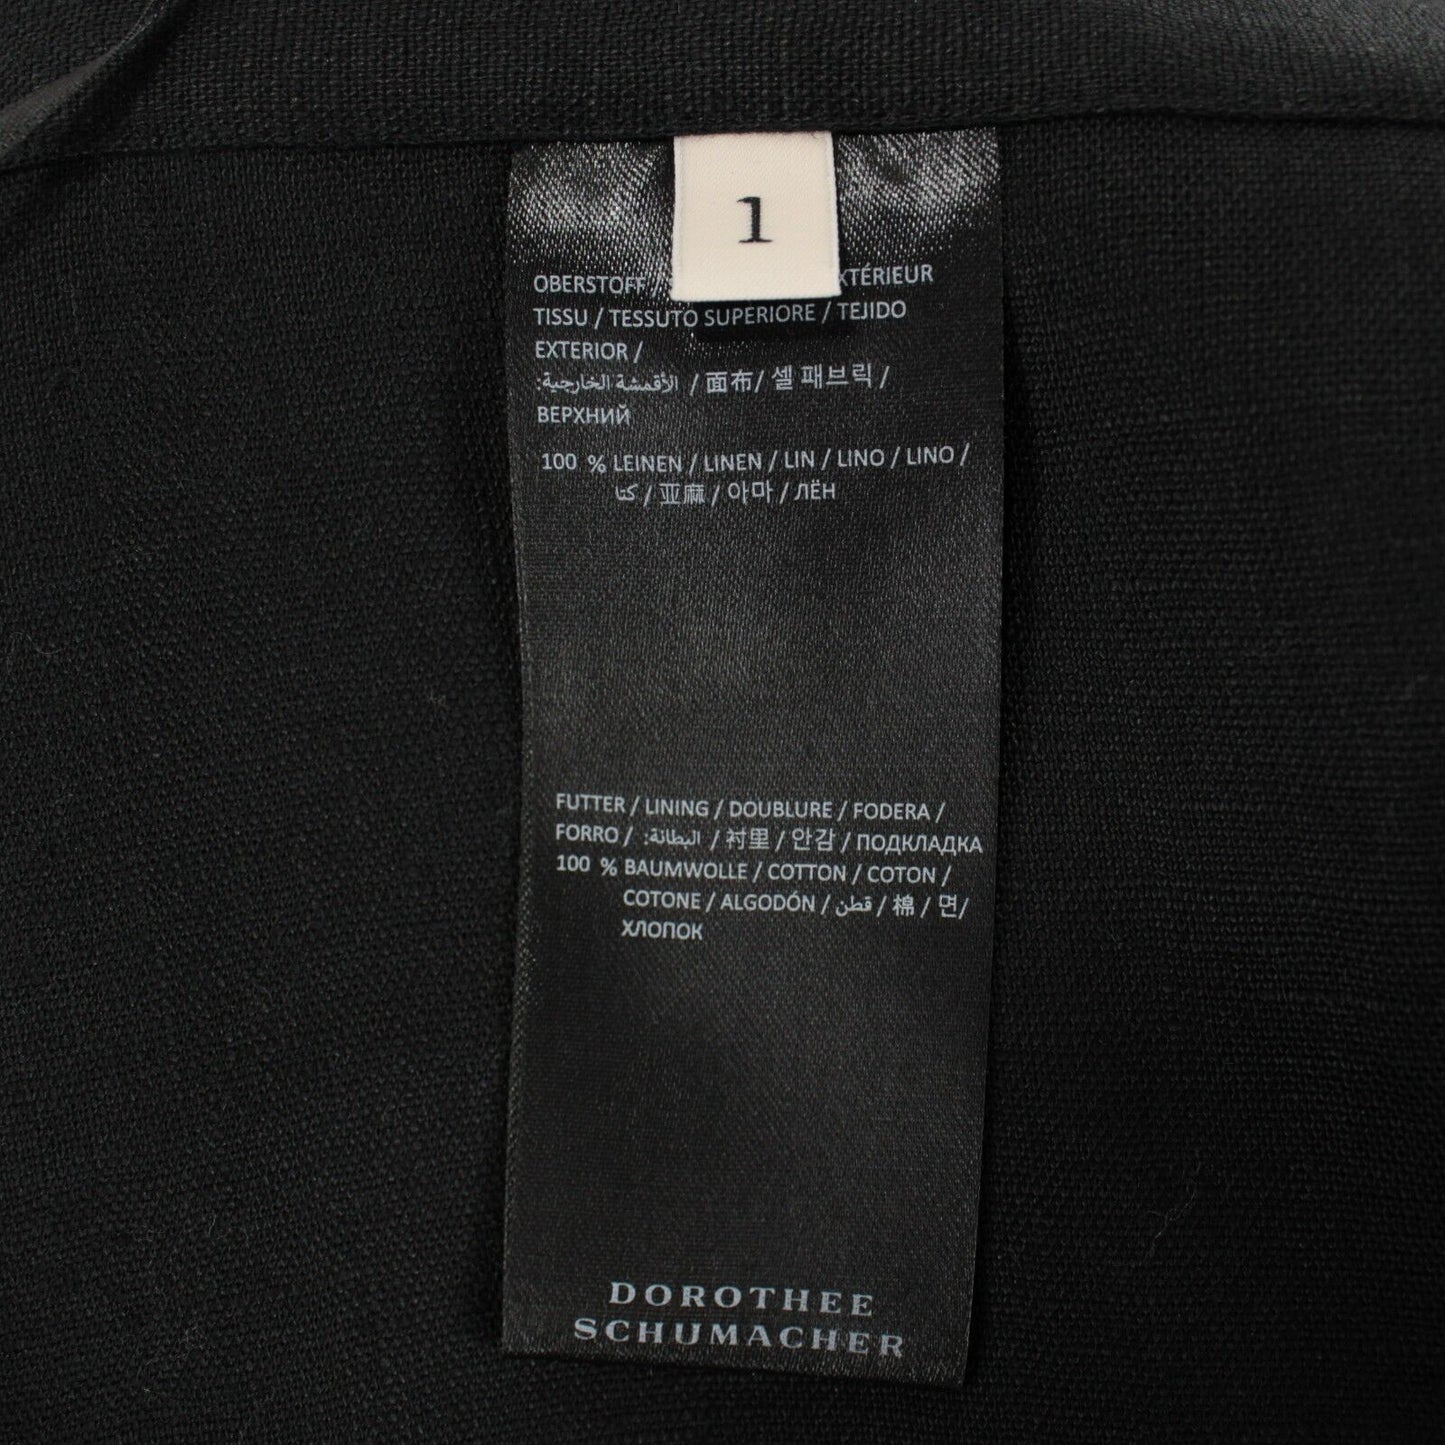 1
OBERSTOFF /
TISSU / TESSUTO SUPERIORE / TEJIDO
EXTERIOR /
الأقمشة الخارجية: / 面布/ 셀 패브릭 /
ВЕРХНИЙ
100 % LEINEN / LINEN / LIN / LINO / LINO /
كتا / 亚麻 / 아마 / ЛЁН
FUTTER / LINING / DOUBLURE / FODERA /
FORRO / البطانة: / 衬里 / 안감 / ПОДКЛАДКА
100 % BAUMWOLLE / COTTON / COTON /
COTONE / ALGODÓN / قطن / 棉 / 면/
ХЛОПОК
DOROTHEE
SCHUMACHER